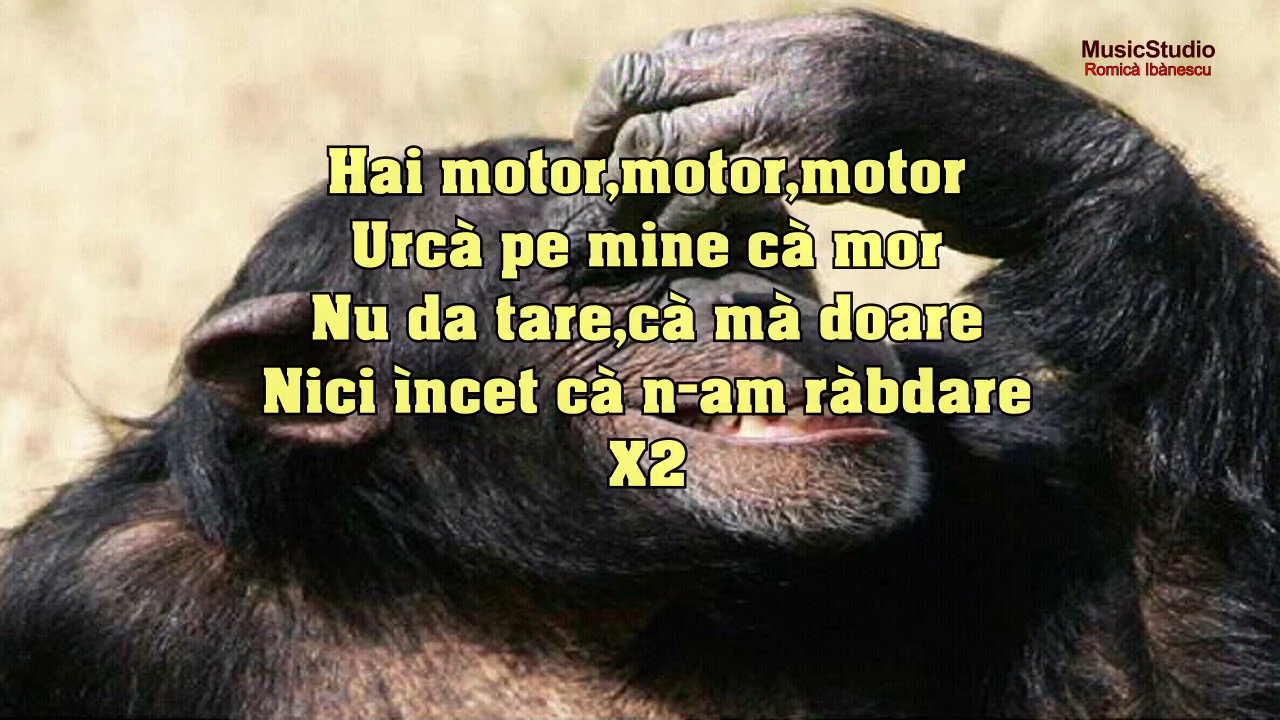 MusicStudio
Romicà Ibànescu
Hai motor,motor,motor
Urcà pe mine cà mor
Nu da tare,cà mà doare
Nici ìncet cà n-am ràbdare
X2